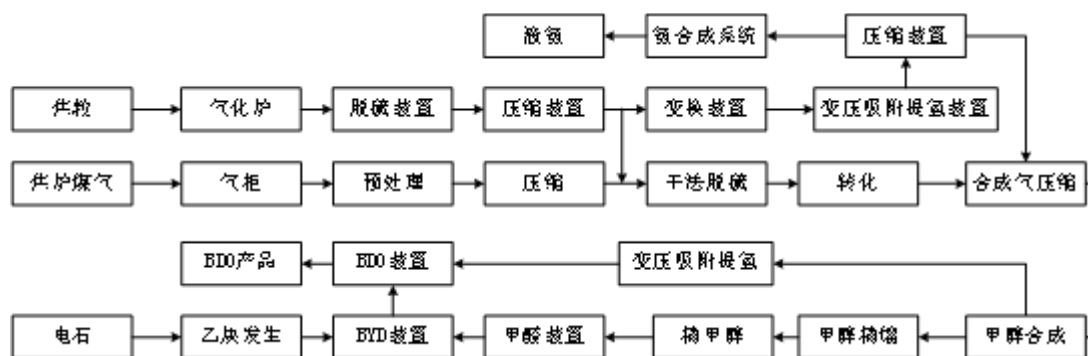 液氨
氨合成系统
压缩装置
焦粒
气化炉
脱硫装置
压缩装置
变换装置
变压吸附提氢装置
焦炉煤气
气柜
预处理
压缩
干法脱硫
转化
合成气压缩
BDO产品
BDO装置
变压吸附提氢
电石
乙炔发生
BYD装置
甲醛装置
精甲醇
甲醇精馏
甲醇合成